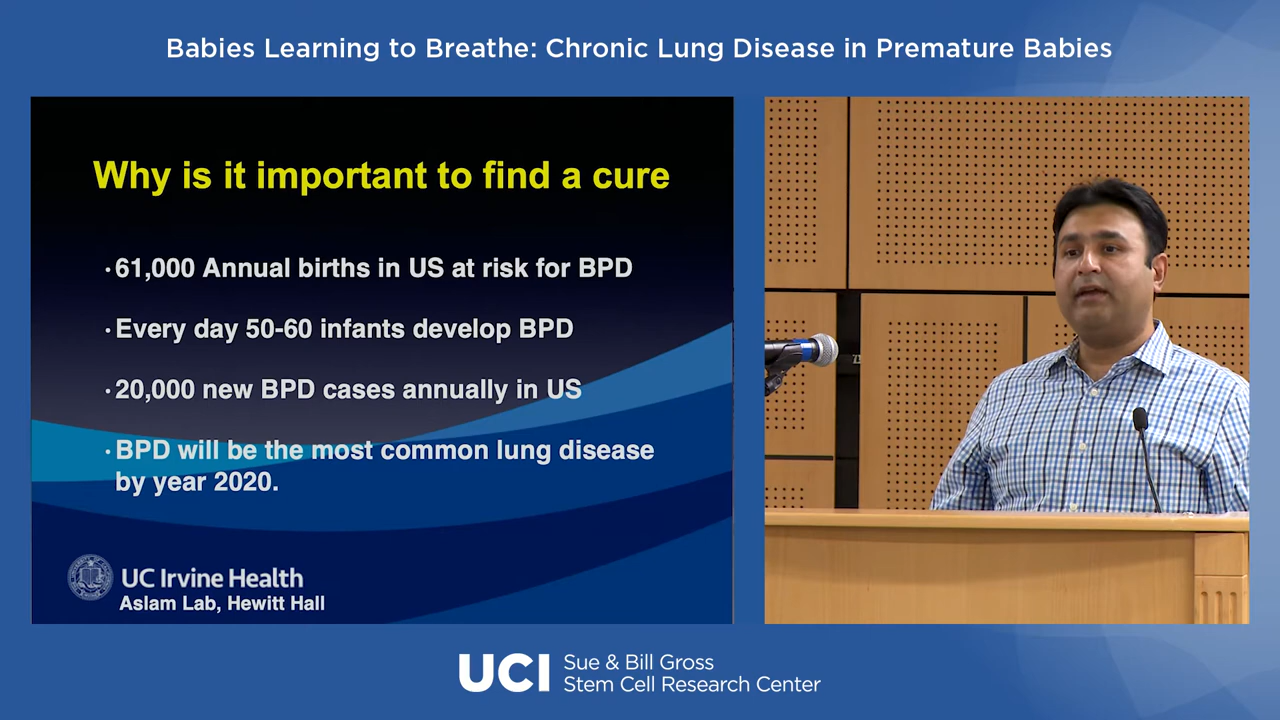 Babies Learning to Breathe: Chronic Lung Disease in Premature Babies
Why is it important to find a cure
· 61,000 Annual births in US at risk for BPD
· Every day 50-60 infants develop BPD
· 20,000 new BPD cases annually in US
· BPD will be the most common lung disease
by year 2020.
UC Irvine Health
Aslam Lab, Hewitt Hall
UCI Sue & Bill Gross
Stem Cell Research Center